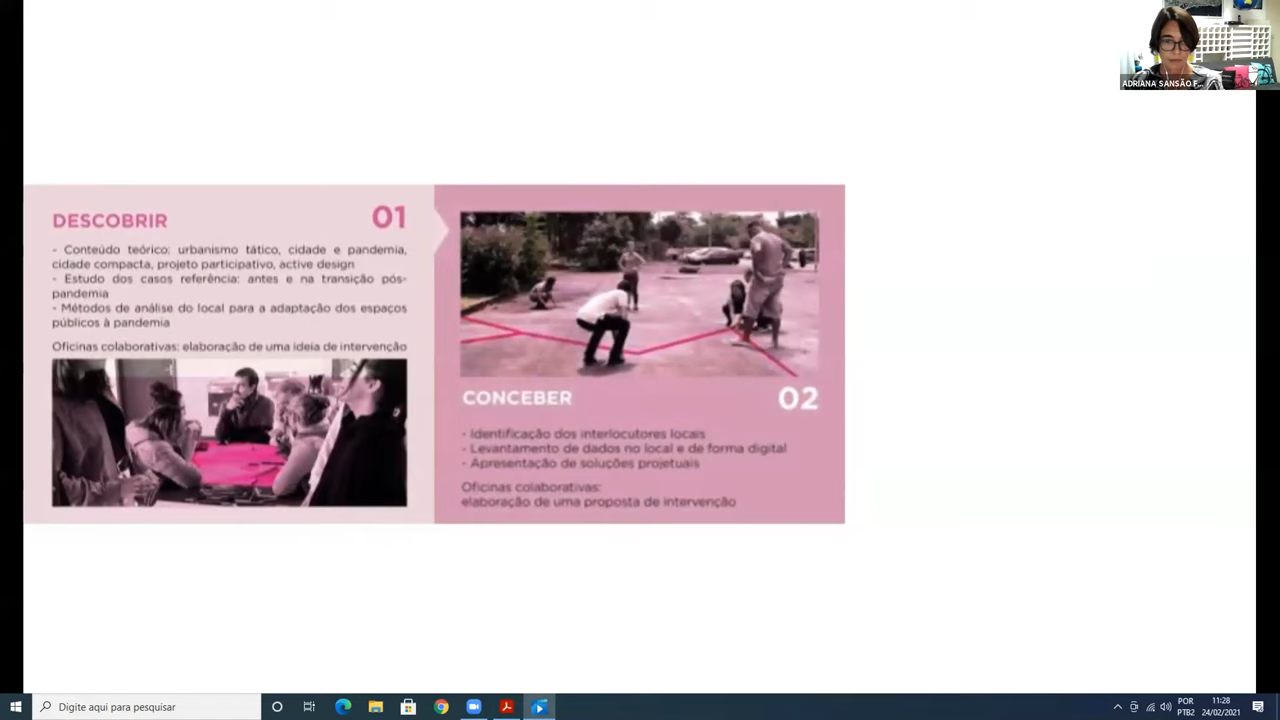 ADRIANA SANSÃO F...
DESCOBRIR
01
- Conteúdo teórico: urbanismo tático, cidade e pandemia,
cidade compacta, projeto participativo, active design
- Estudo dos casos referência: antes e na transição pós-
pandemia
- Métodos de análise do local para a adaptação dos espaços
públicos à pandemia
Oficinas colaborativas: elaboração de uma ideia de intervenção
CONCEBER
02
- Identificação dos interlocutores locais
- Levantamento de dados no local e de forma digital
- Apresentação de soluções projetuais
Oficinas colaborativas:
elaboração de uma proposta de intervenção
Digite aqui para pesquisar
POR
PTB2
11:28
24/02/2021